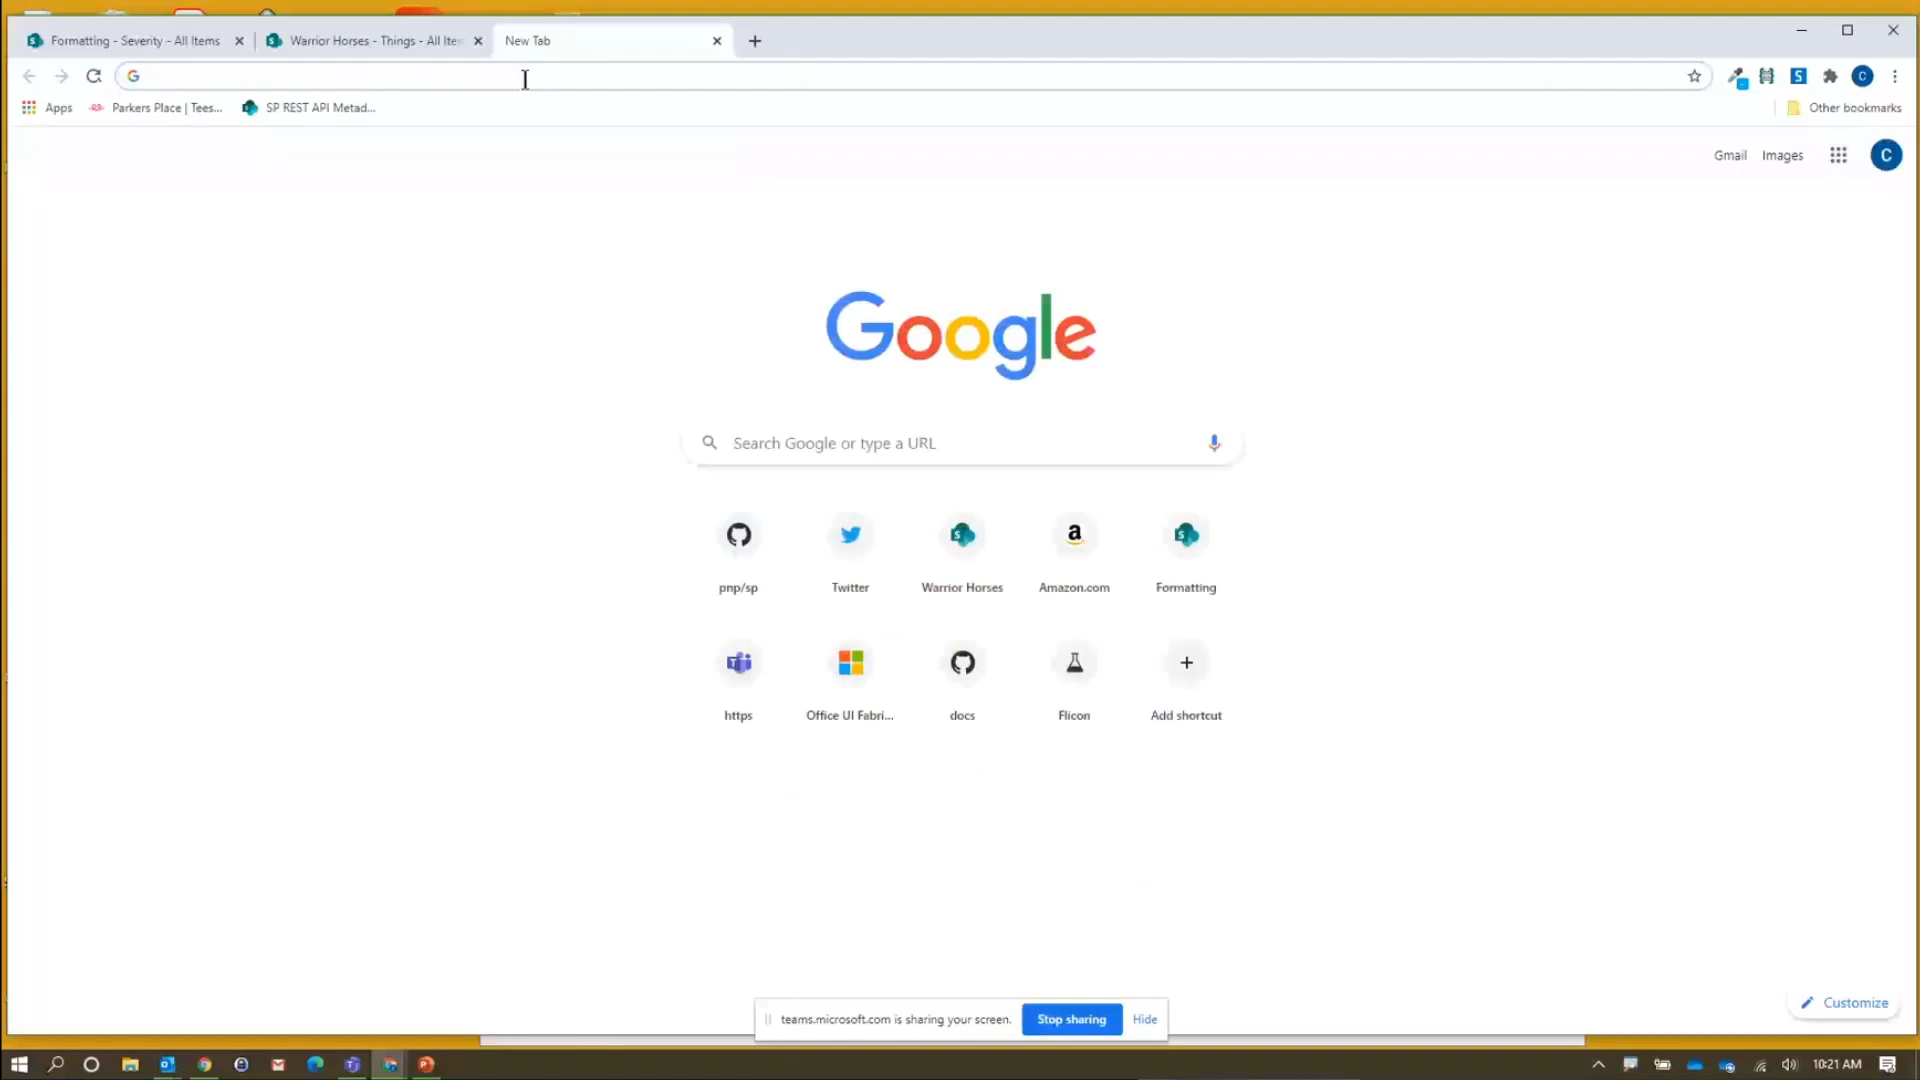 Formatting - Severity - All Items
Warrior Horses - Things - All Iter
New Tab
G
S
C
Apps
Parkers Place | Tees...
SP REST API Metad...
Other bookmarks
Gmail
Images
C
Google
Search Google or type a URL
pnp/sp
Twitter
Warrior Horses
Amazon.com
Formatting
https
Office UI Fabri...
docs
Flicon
Add shortcut
Customize
teams.microsoft.com is sharing your screen.
Stop sharing
Hide
10:21 AM